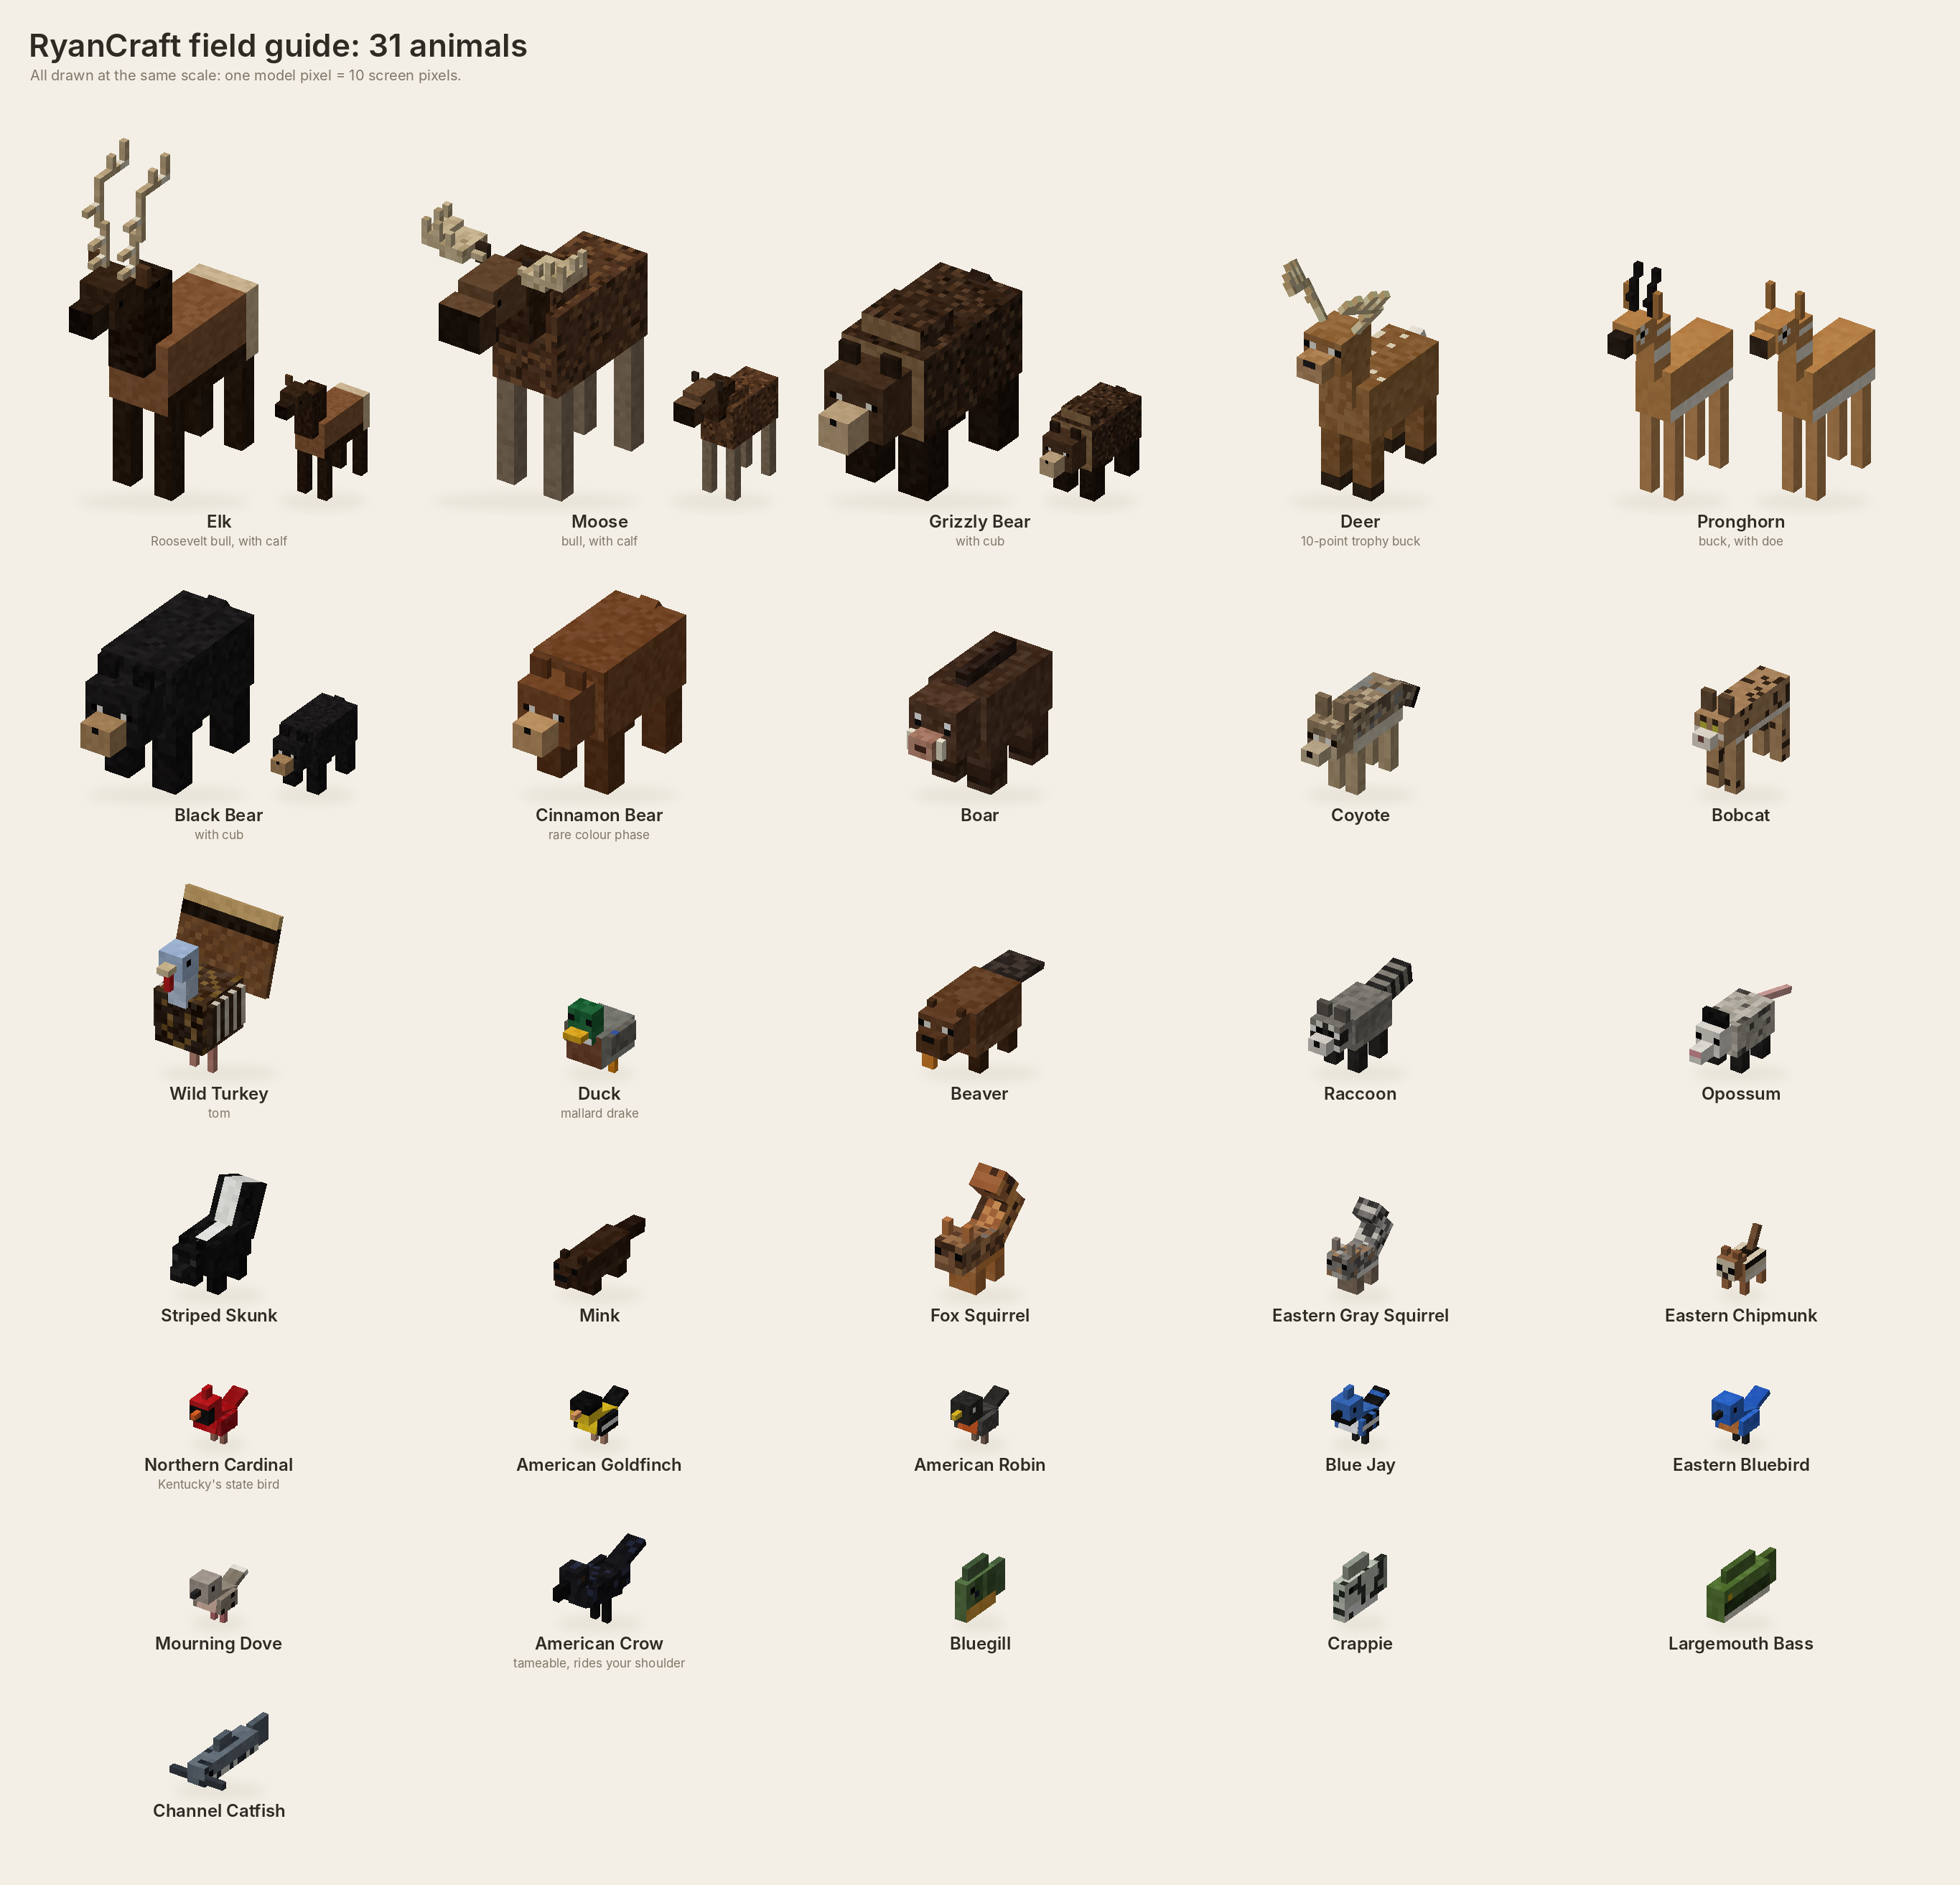 RyanCraft field guide: 31 animals
All drawn at the same scale: one model pixel = 10 screen pixels.
Elk
Roosevelt bull, with calf
Moose
bull, with calf
Grizzly Bear
with cub
Deer
10-point trophy buck
Pronghorn
buck, with doe
Black Bear
with cub
Cinnamon Bear
rare colour phase
Boar
Coyote
Bobcat
Wild Turkey
tom
Duck
mallard drake
Beaver
Raccoon
Opossum
Striped Skunk
Mink
Fox Squirrel
Eastern Gray Squirrel
Eastern Chipmunk
Northern Cardinal
Kentucky's state bird
American Goldfinch
American Robin
Blue Jay
Eastern Bluebird
Mourning Dove
American Crow
tameable, rides your shoulder
Bluegill
Crappie
Largemouth Bass
Channel Catfish